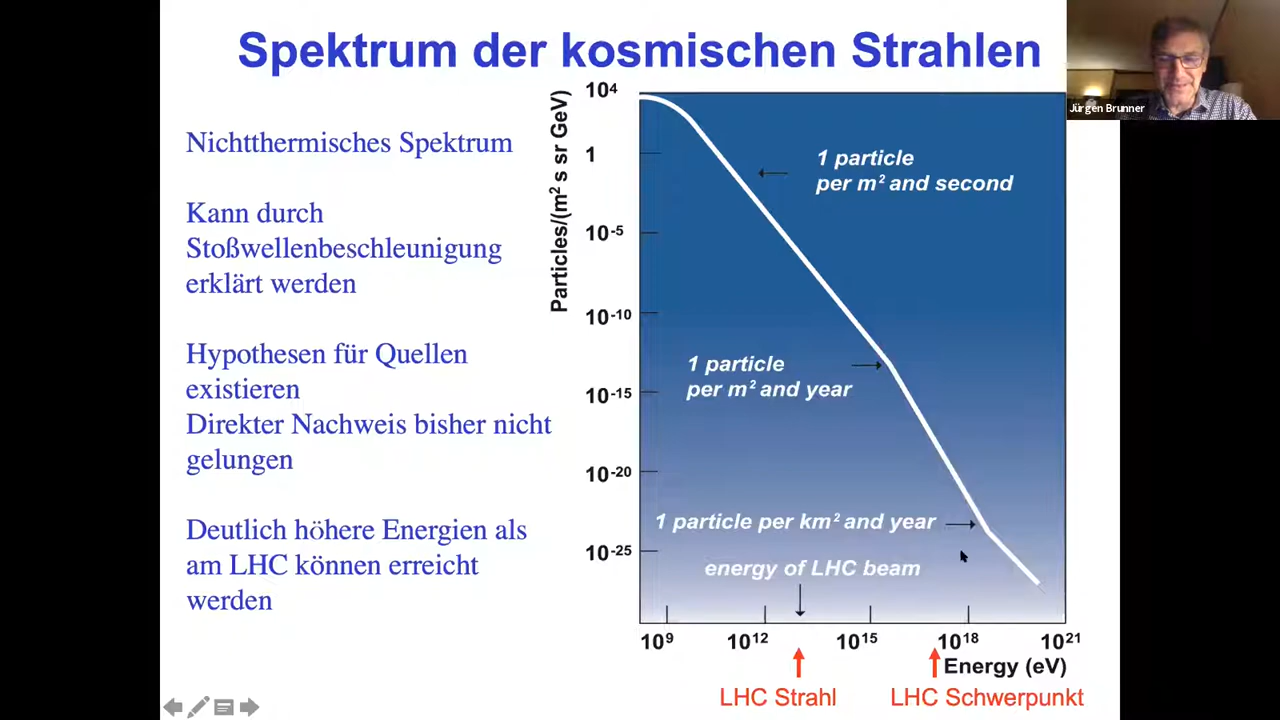 Spektrum der kosmischen Strahlen
Jürgen Brunner
Nichtthermisches Spektrum
Kann durch
Stoßwellenbeschleunigung
erklärt werden
Hypothesen für Quellen
existieren
Direkter Nachweis bisher nicht
gelungen
Deutlich höhere Energien als
am LHC können erreicht
werden
Particles/(m² s sr GeV)
10⁴
1
10⁻⁵
10⁻¹⁰
10⁻¹⁵
10⁻²⁰
10⁻²⁵
1 particle
per m² and second
1 particle
per m² and year
1 particle per km² and year
energy of LHC beam
10⁹ 10¹² 10¹⁵ 10¹⁸ 10²¹
Energy (eV)
LHC Strahl LHC Schwerpunkt